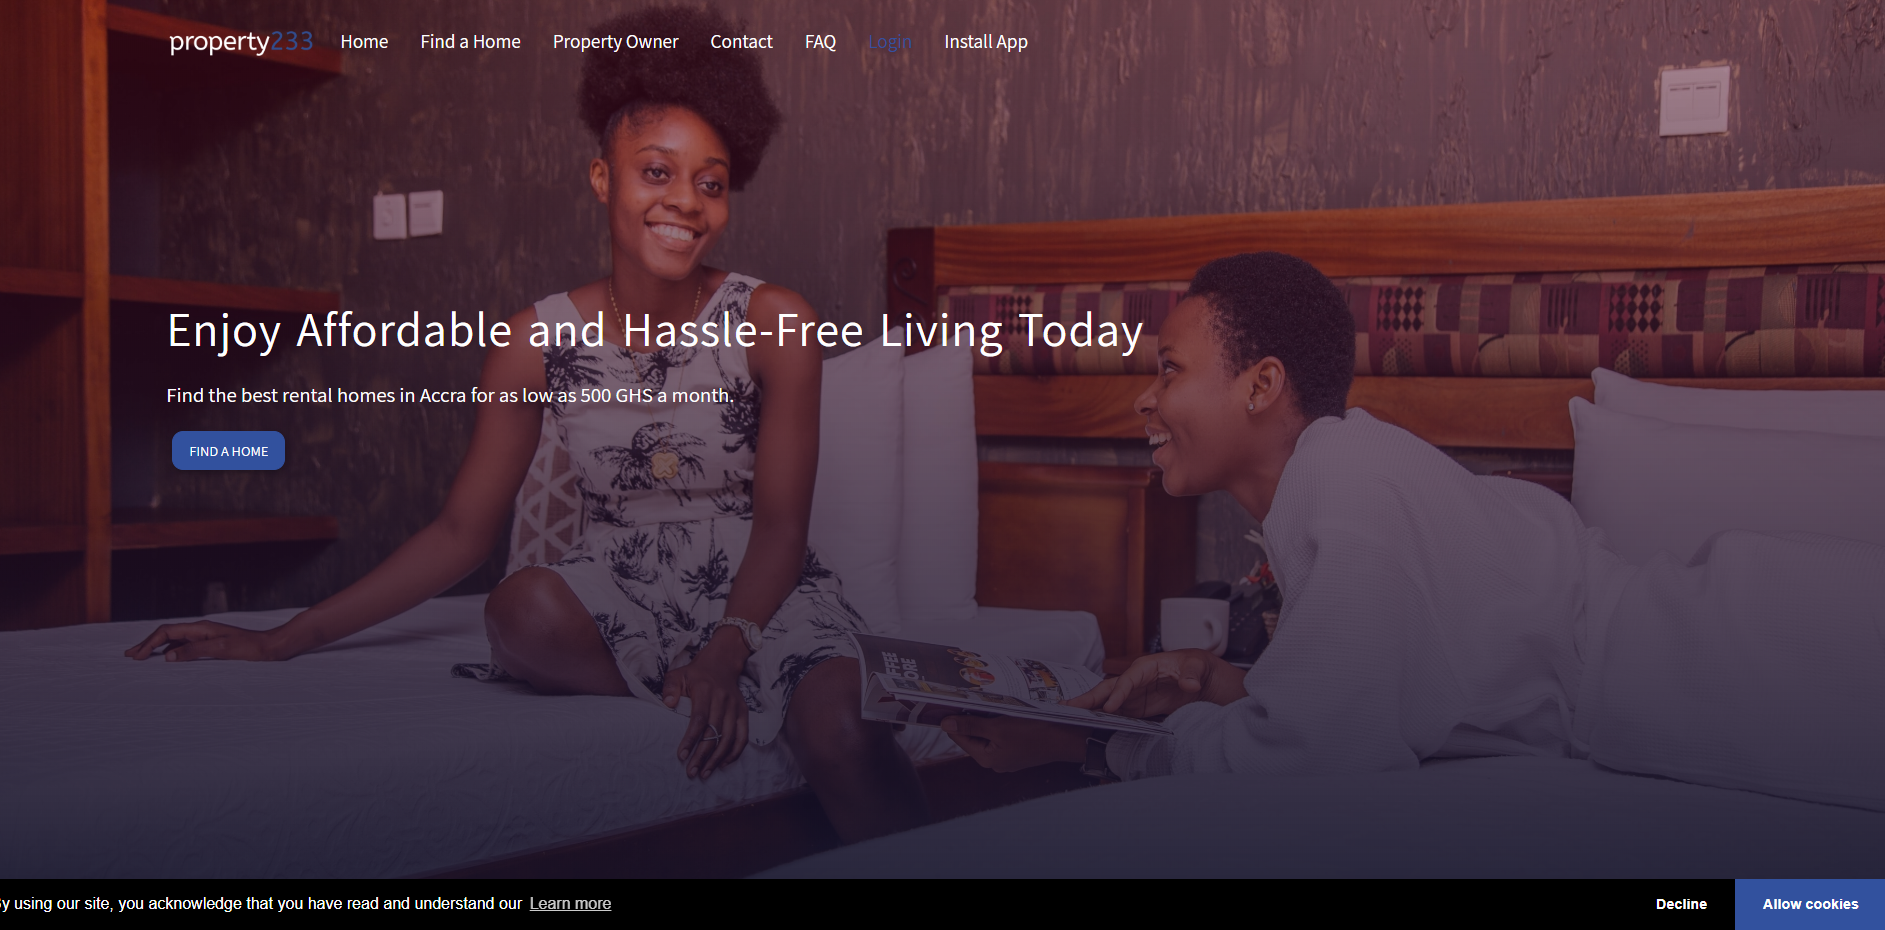 property233 Home Find a Home Property Owner Contact FAQ Login Install App
Enjoy Affordable and Hassle-Free Living Today
Find the best rental homes in Accra for as low as 500 GHS a month.
FIND A HOME
By using our site, you acknowledge that you have read and understand our Learn more
Decline
Allow cookies